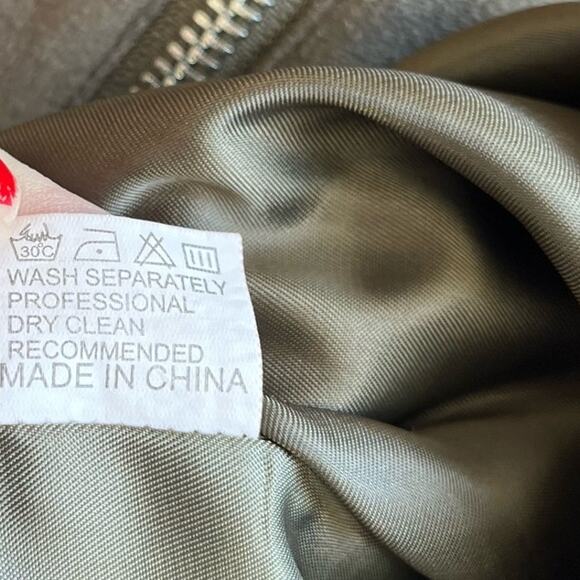 30°C
WASH SEPARATELY
PROFESSIONAL
DRY CLEAN
RECOMMENDED
MADE IN CHINA